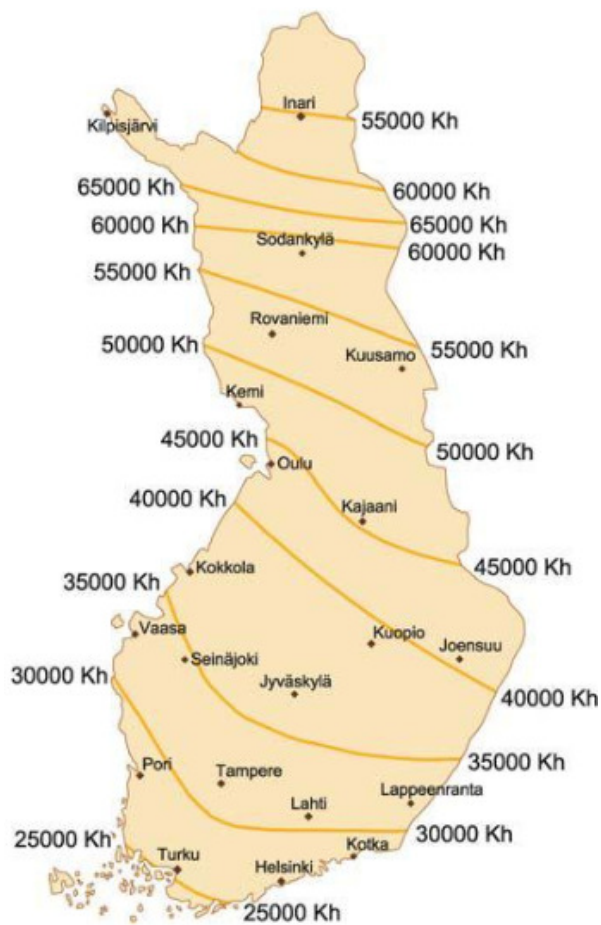 Inari
55000 Kh
Kilpisjärvi
65000 Kh
60000 Kh
60000 Kh
65000 Kh
Sodankylä
60000 Kh
55000 Kh
Rovaniemi
50000 Kh
55000 Kh
Kuusamo
Kemi
45000 Kh
50000 Kh
Oulu
40000 Kh
Kajaani
45000 Kh
Kokkola
35000 Kh
Vaasa
Kuopio
Joensuu
Seinäjoki
30000 Kh
Jyväskylä
40000 Kh
Pori
Tampere
35000 Kh
Lappeenranta
Lahti
30000 Kh
25000 Kh
Turku
Kotka
Helsinki
25000 Kh